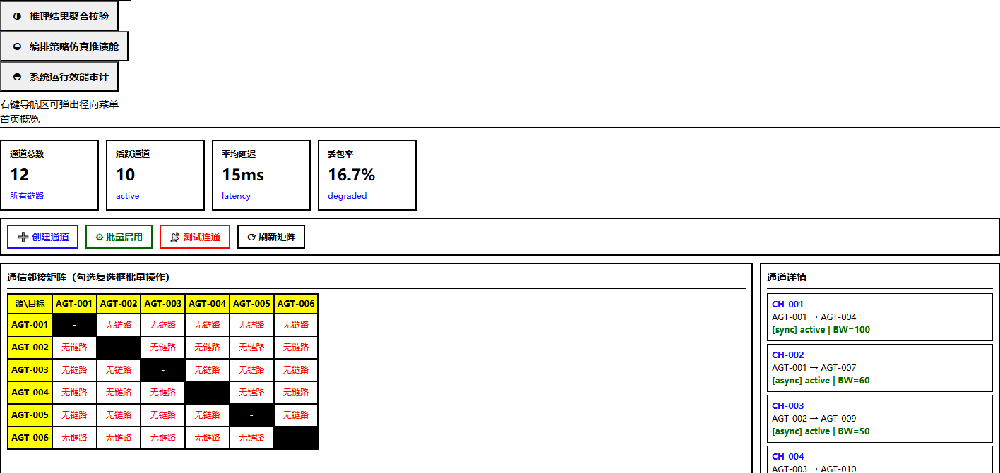 ◑ 推理结果聚合校验
◒ 编排策略仿真推演舱
◓ 系统运行效能审计
右键导航区可弹出径向菜单
首页概览
通道总数
12
所有链路
活跃通道
10
active
平均延迟
15ms
latency
丢包率
16.7%
degraded
➕ 创建通道 ⚙ 批量启用 📡 测试连通 ⟳ 刷新矩阵
通信邻接矩阵（勾选复选框批量操作）
源\目标 AGT-001 AGT-002 AGT-003 AGT-004 AGT-005 AGT-006
AGT-001 - 无链路 无链路 无链路 无链路 无链路
AGT-002 无链路 - 无链路 无链路 无链路 无链路
AGT-003 无链路 无链路 - 无链路 无链路 无链路
AGT-004 无链路 无链路 无链路 - 无链路 无链路
AGT-005 无链路 无链路 无链路 无链路 - 无链路
AGT-006 无链路 无链路 无链路 无链路 无链路 -
通道详情
CH-001
AGT-001 → AGT-004
[sync] active | BW=100
CH-002
AGT-001 → AGT-007
[async] active | BW=60
CH-003
AGT-002 → AGT-009
[async] active | BW=50
CH-004
AGT-003 → AGT-010